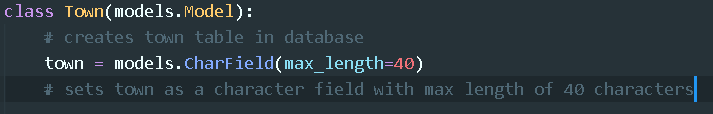 class Town(models.Model):
    # creates town table in database
    town = models.CharField(max_length=40)
    # sets town as a character field with max length of 40 characters